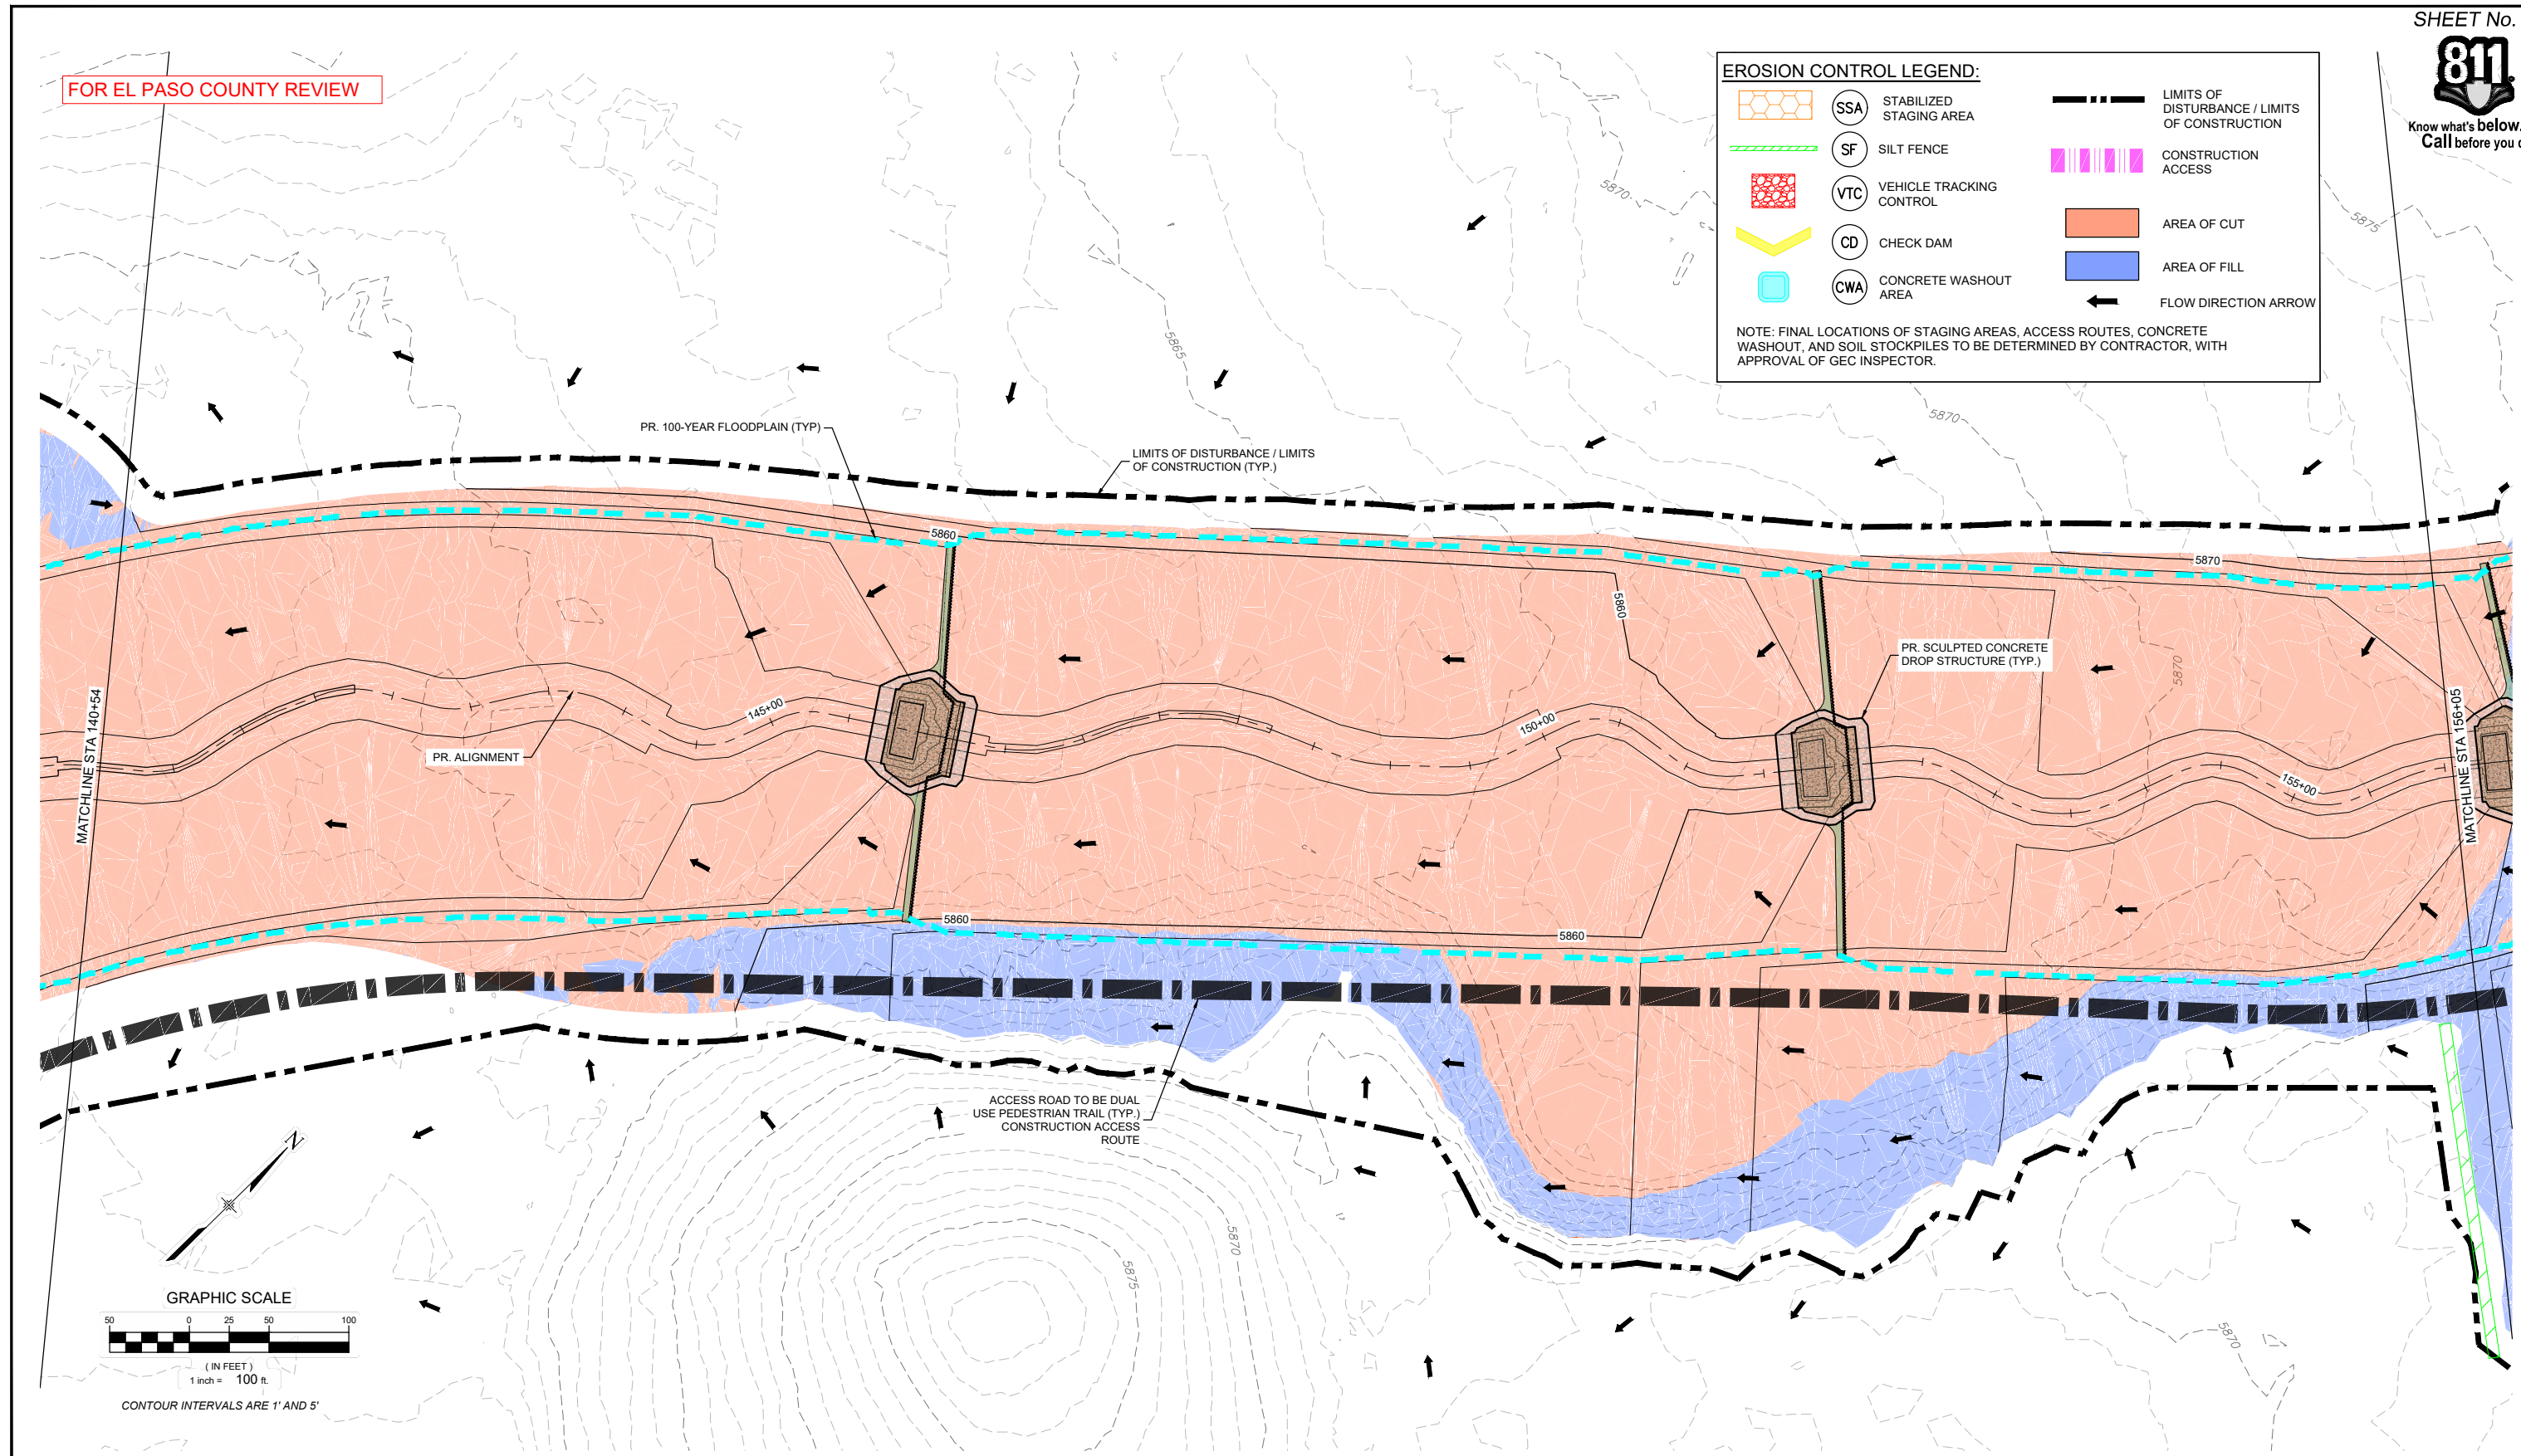 SHEET No.
811
Know what's below.
Call before you
FOR EL PASO COUNTY REVIEW
EROSION CONTROL LEGEND:
SSA
STABILIZED
STAGING AREA
SF
SILT FENCE
VTC
VEHICLE TRACKING
CONTROL
CD
CHECK DAM
CWA
CONCRETE WASHOUT
AREA
LIMITS OF
DISTURBANCE / LIMITS
OF CONSTRUCTION
CONSTRUCTION
ACCESS
AREA OF CUT
AREA OF FILL
FLOW DIRECTION ARROW
NOTE: FINAL LOCATIONS OF STAGING AREAS, ACCESS ROUTES, CONCRETE
WASHOUT, AND SOIL STOCKPILES TO BE DETERMINED BY CONTRACTOR, WITH
APPROVAL OF GEC INSPECTOR.
5870
5875
5865
5870
PR. 100-YEAR FLOODPLAIN (TYP)
LIMITS OF DISTURBANCE / LIMITS
OF CONSTRUCTION (TYP.)
5860
5870
5860
PR. SCULPTED CONCRETE
DROP STRUCTURE (TYP.)
5870
MATCHLINE STA 140+54
145+00
150+00
155+00
MATCHLINE STA 156+05
PR. ALIGNMENT
5860
5860
ACCESS ROAD TO BE DUAL
USE PEDESTRIAN TRAIL (TYP.)
CONSTRUCTION ACCESS
ROUTE
N
5870
5875
5870
GRAPHIC SCALE
50 0 25 50 100
( IN FEET )
1 inch = 100 ft.
CONTOUR INTERVALS ARE 1' AND 5'